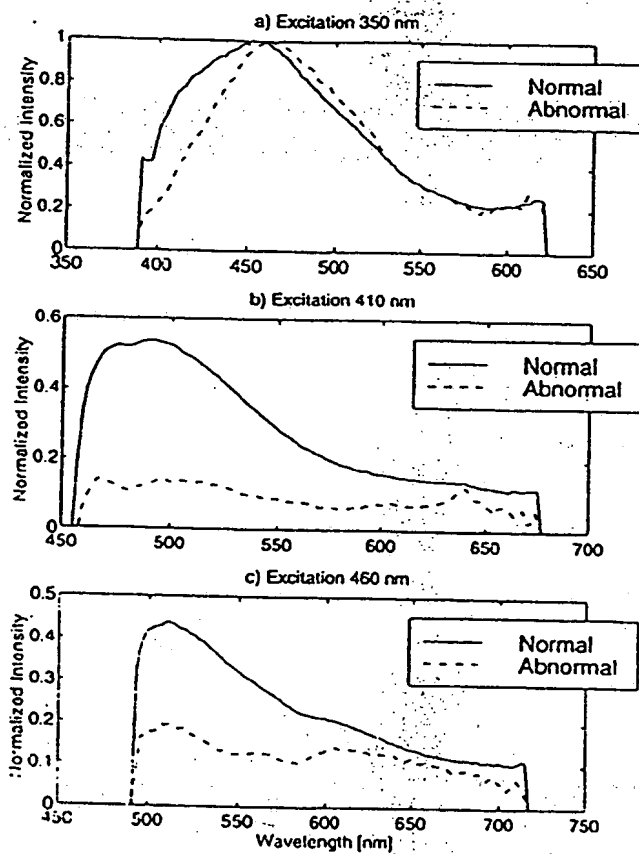 a) Excitation 350 nm
Normalized Intensity
1
0.8
0.6
0.4
0.2
0
350 400 450 500 550 600 650
Normal
Abnormal
b) Excitation 410 nm
Normalized Intensity
0.6
0.4
0.2
0
450 500 550 600 650 700
Normal
Abnormal
c) Excitation 460 nm
Normalized Intensity
0.5
0.4
0.3
0.2
0.1
0
450 500 550 600 650 700 750
Normal
Abnormal
Wavelength [nm]